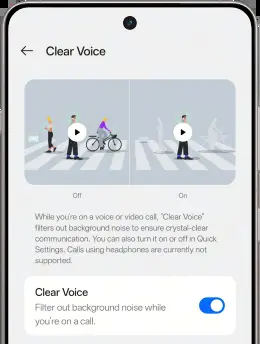 Clear Voice
Off
On
While you're on a voice or video call, "Clear Voice"
filters out background noise to ensure crystal-clear
communication. You can also turn it on or off in Quick
Settings. Calls using headphones are currently not
supported.
Clear Voice
Filter out background noise while
you're on a call.